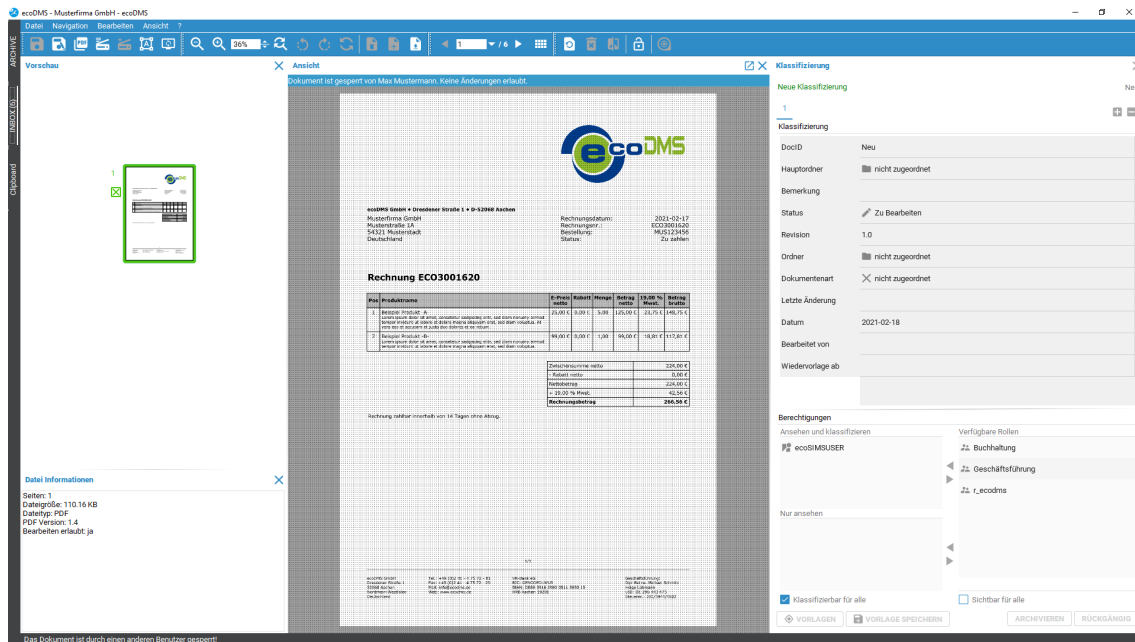 ecoDMS - Musterfirma GmbH - ecoDMS
Datei Navigation Bearbeiten Ansicht ?
36%
1 / 6
ARCHIVE
INBOX (6)
Clipboard
Vorschau
1
Datei Informationen
Seiten: 1
Dateigröße: 110.16 KB
Dateityp: PDF
PDF Version: 1.4
Bearbeiten erlaubt: ja
Ansicht
Dokument ist gesperrt von Max Mustermann. Keine Änderungen erlaubt.
ecoDMS
ecoDMS GmbH • Dresdener Straße 1 • D-52068 Aachen
Musterfirma GmbH
Musterstraße 1A
54321 Musterstadt
Deutschland
Rechnungsdatum: 2021-02-17
Rechnungsnr.: ECO3001620
Bestellung: MUS123456
Status: Zu zahlen
Rechnung ECO3001620
Pos Produktname E-Preis netto Rabatt Menge Betrag netto 19,00 % Mwst. Betrag brutto
1 Beispiel Produkt -A- 25,00 € 0,00 € 5,00 125,00 € 23,75 € 148,75 €
2 Beispiel Produkt -B- 99,00 € 0,00 € 1,00 99,00 € 18,81 € 117,81 €
Zwischensumme netto 224,00 €
- Rabatt netto 0,00 €
Nettobetrag 224,00 €
+ 19,00 % Mwst. 42,56 €
Rechnungsbetrag 266,56 €
Rechnung zahlbar innerhalb von 14 Tagen ohne Abzug.
1/1
Klassifizierung
Neue Klassifizierung
1
Klassifizierung
DocID Neu
Hauptordner nicht zugeordnet
Bemerkung
Status Zu Bearbeiten
Revision 1.0
Ordner nicht zugeordnet
Dokumentenart nicht zugeordnet
Letzte Änderung
Datum 2021-02-18
Bearbeitet von
Wiedervorlage ab
Berechtigungen
Ansehen und klassifizieren
ecoSIMSUSER
Nur ansehen
Verfügbare Rollen
Buchhaltung
Geschäftsführung
r_ecodms
Klassifizierbar für alle
Sichtbar für alle
VORLAGEN VORLAGE SPEICHERN ARCHIVIEREN RÜCKGÄNGIG
Das Dokument ist durch einen anderen Benutzer gesperrt!